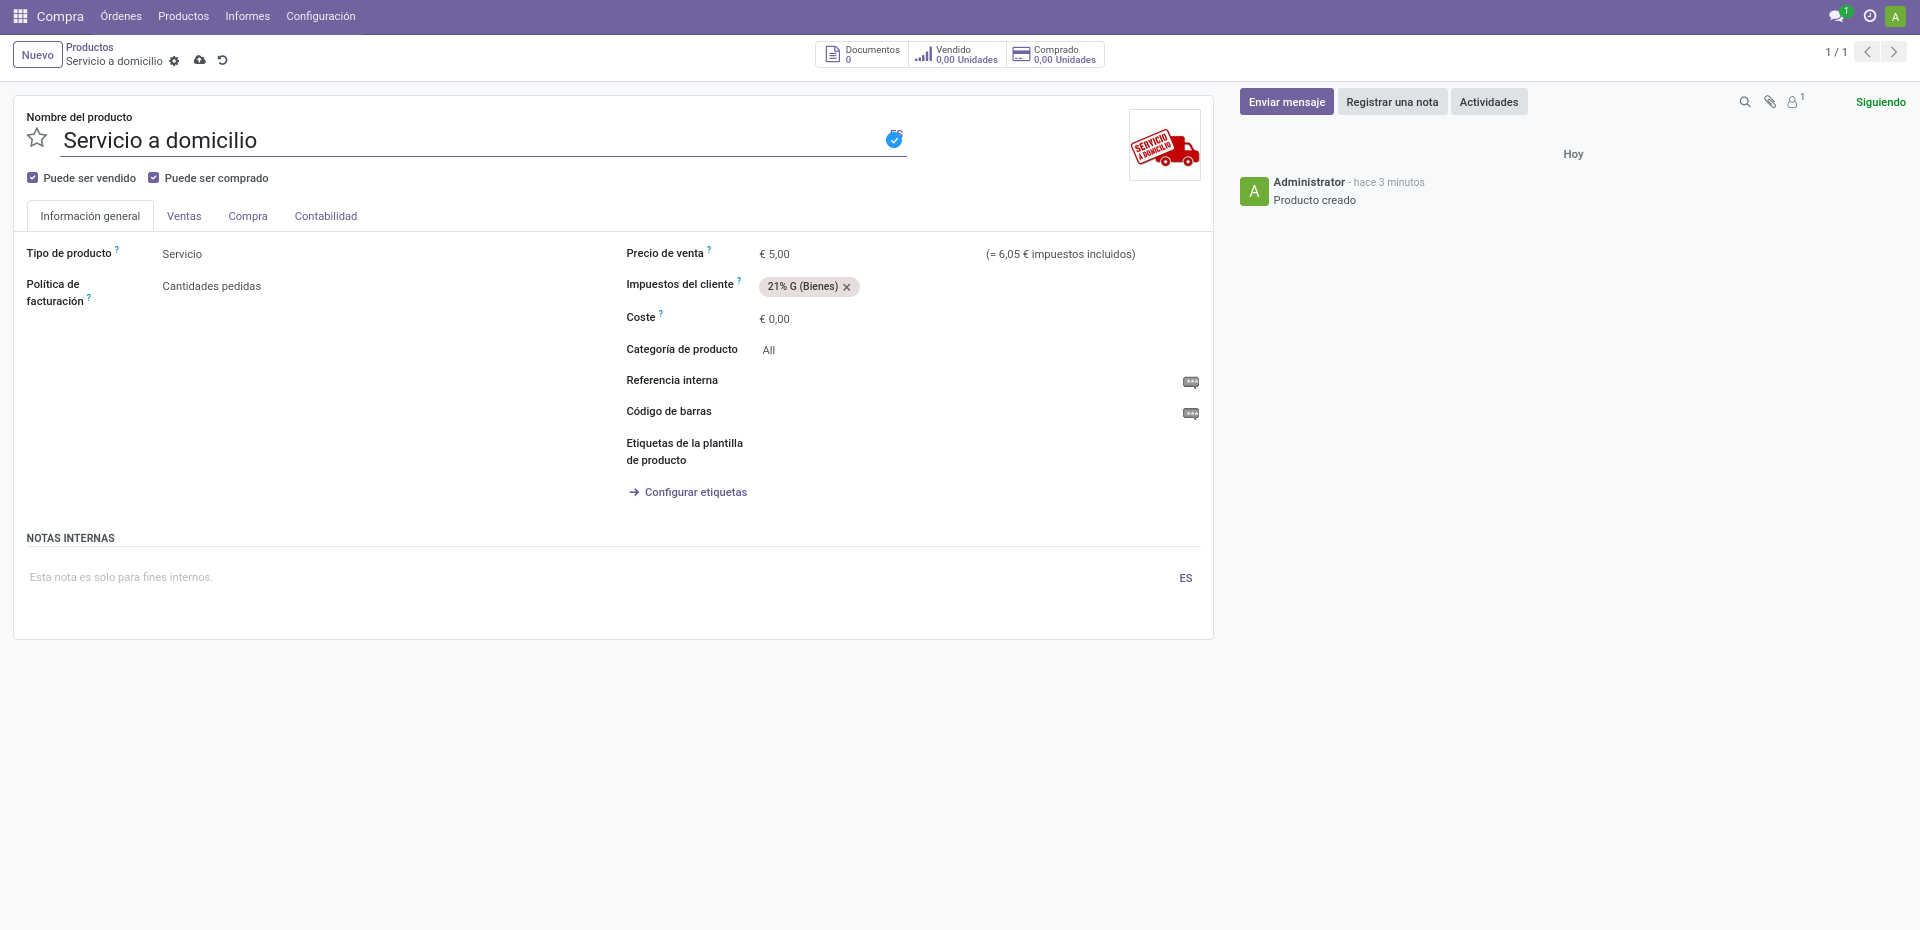 Compra Órdenes Productos Informes Configuración 1 A
Nuevo
Productos
Servicio a domicilio
Documentos
0
Vendido
0,00 Unidades
Comprado
0,00 Unidades
1 / 1
Nombre del producto
Servicio a domicilio
SERVICIO
A DOMICILIO
Puede ser vendido Puede ser comprado
Información general Ventas Compra Contabilidad
Tipo de producto ? Servicio
Política de
facturación ? Cantidades pedidas
Precio de venta ? € 5,00 (= 6,05 € impuestos incluidos)
Impuestos del cliente ? 21% G (Bienes)
Coste ? € 0,00
Categoría de producto All
Referencia interna
Código de barras
Etiquetas de la plantilla
de producto
Configurar etiquetas
NOTAS INTERNAS
Esta nota es solo para fines internos. ES
Enviar mensaje Registrar una nota Actividades 1 Siguiendo
Hoy
A
Administrator - hace 3 minutos
Producto creado